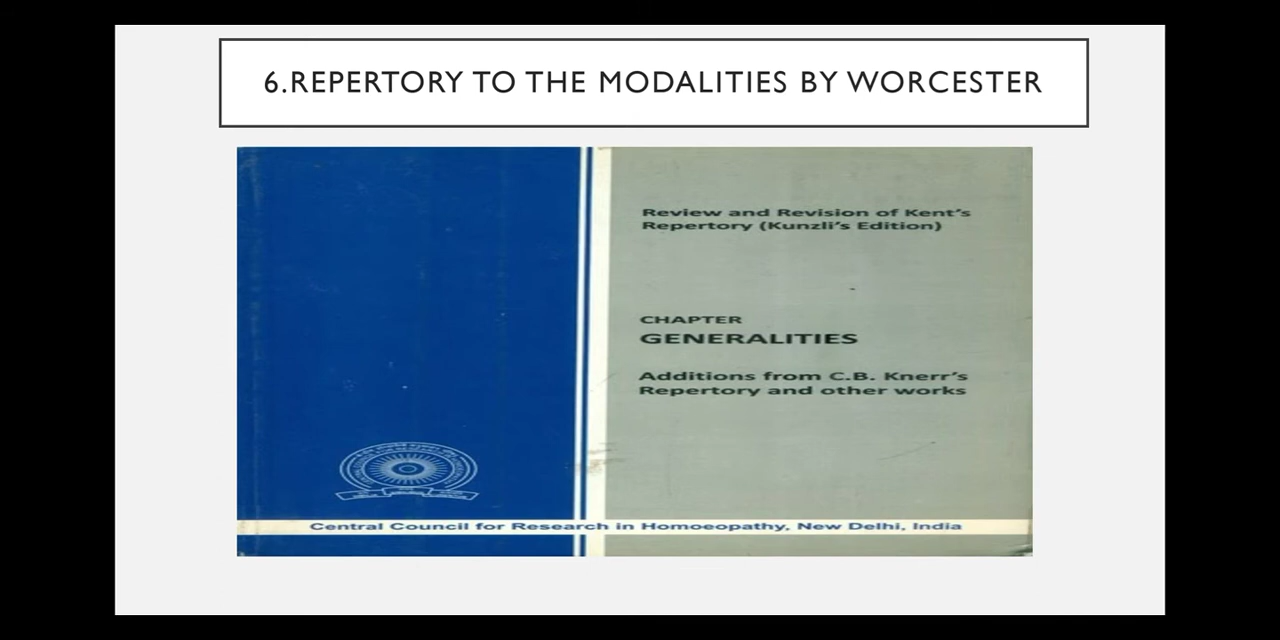 6.REPERTORY TO THE MODALITIES BY WORCESTER
Review and Revision of Kent's
Repertory (Kunzli's Edition)
CHAPTER
GENERALITIES
Additions from C.B. Knerr's
Repertory and other works
Central Council for Research in Homoeopathy, New Delhi, India